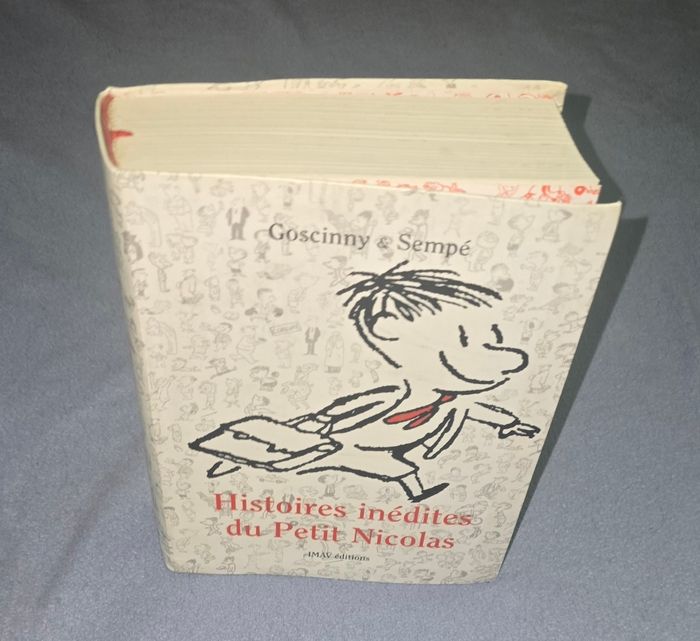 Goscinny & Sempé
Histoires inédites
du Petit Nicolas
IMAV éditions